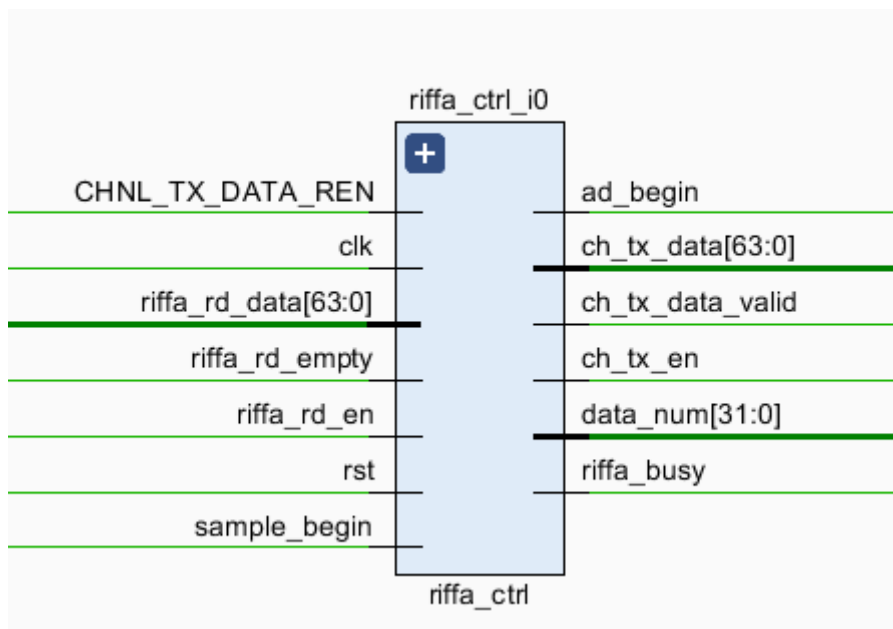 riffa_ctrl_i0
+
CHNL_TX_DATA_REN
clk
riffa_rd_data[63:0]
riffa_rd_empty
riffa_rd_en
rst
sample_begin
ad_begin
ch_tx_data[63:0]
ch_tx_data_valid
ch_tx_en
data_num[31:0]
riffa_busy
riffa_ctrl